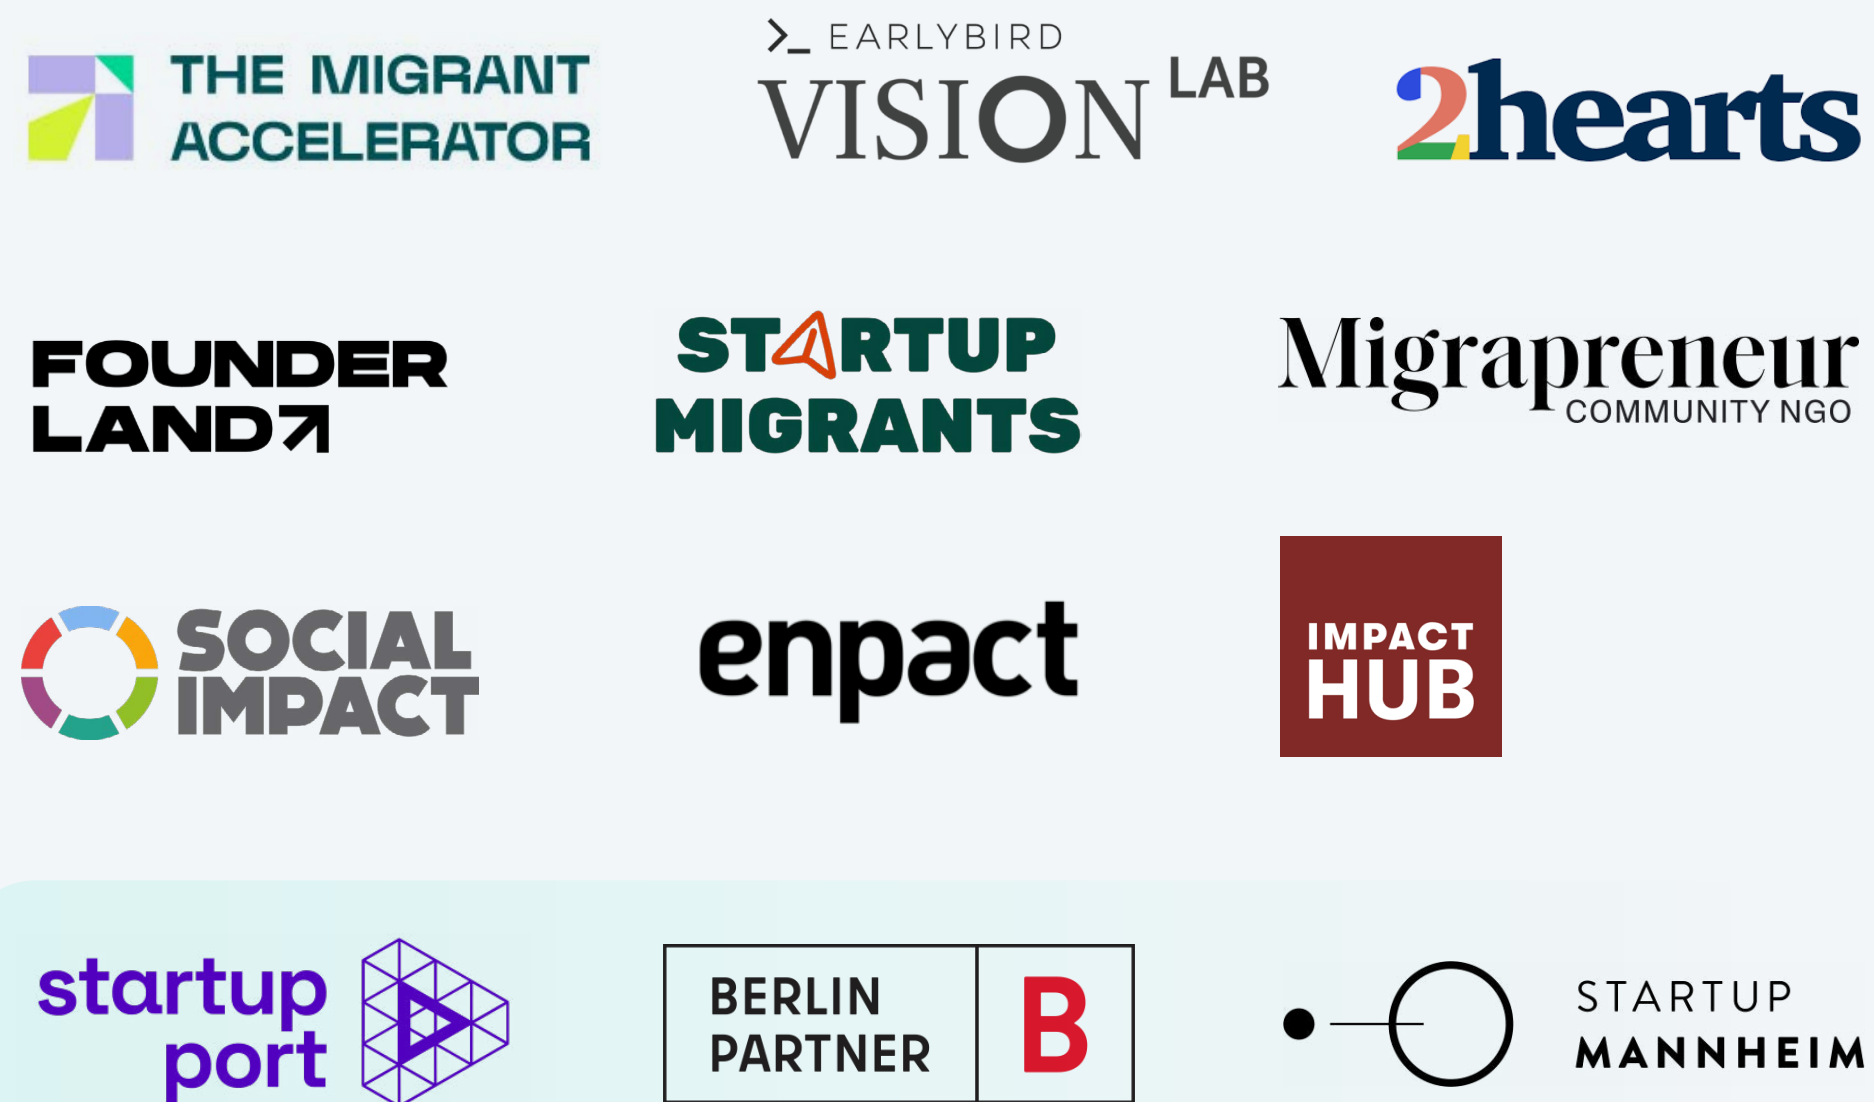 THE MIGRANT
ACCELERATOR
>_ EARLYBIRD
VISION LAB
2hearts
FOUNDER
LAND
STARTUP
MIGRANTS
Migrapreneur
COMMUNITY NGO
SOCIAL
IMPACT
enpact
IMPACT
HUB
startup
port
BERLIN
PARTNER
B
STARTUP
MANNHEIM